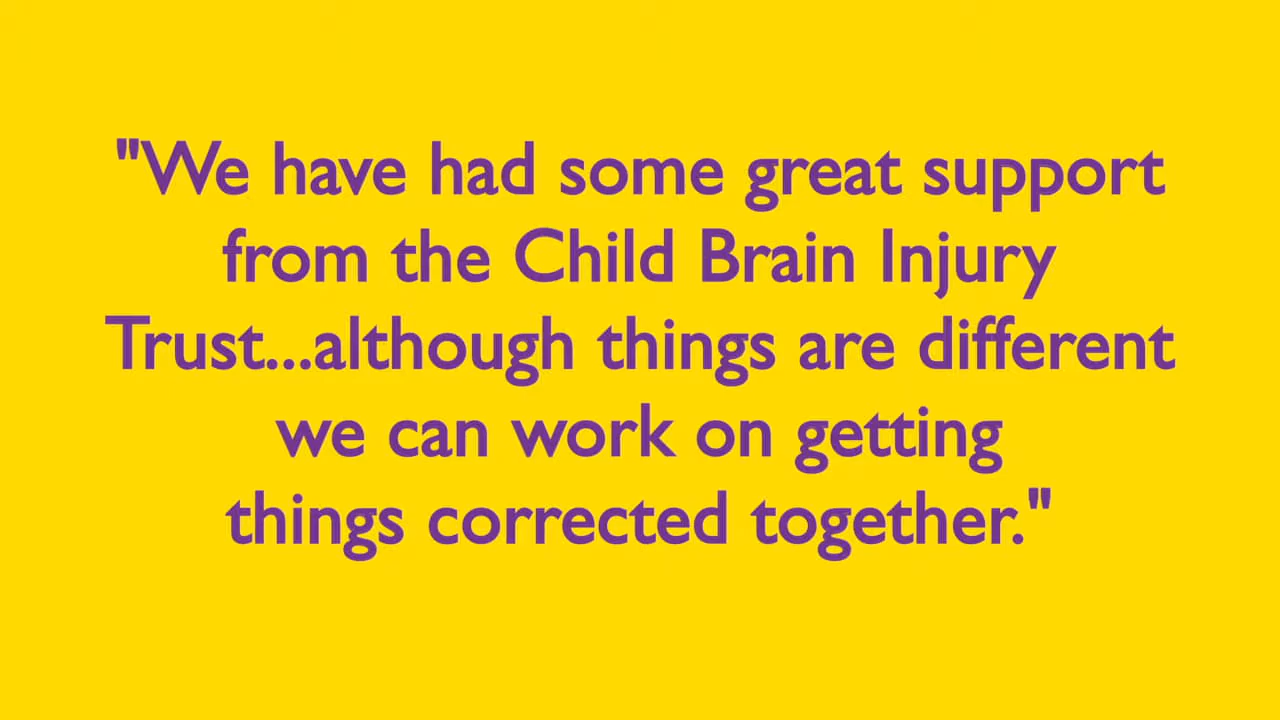 "We have had some great support
from the Child Brain Injury
Trust...although things are different
we can work on getting
things corrected together."